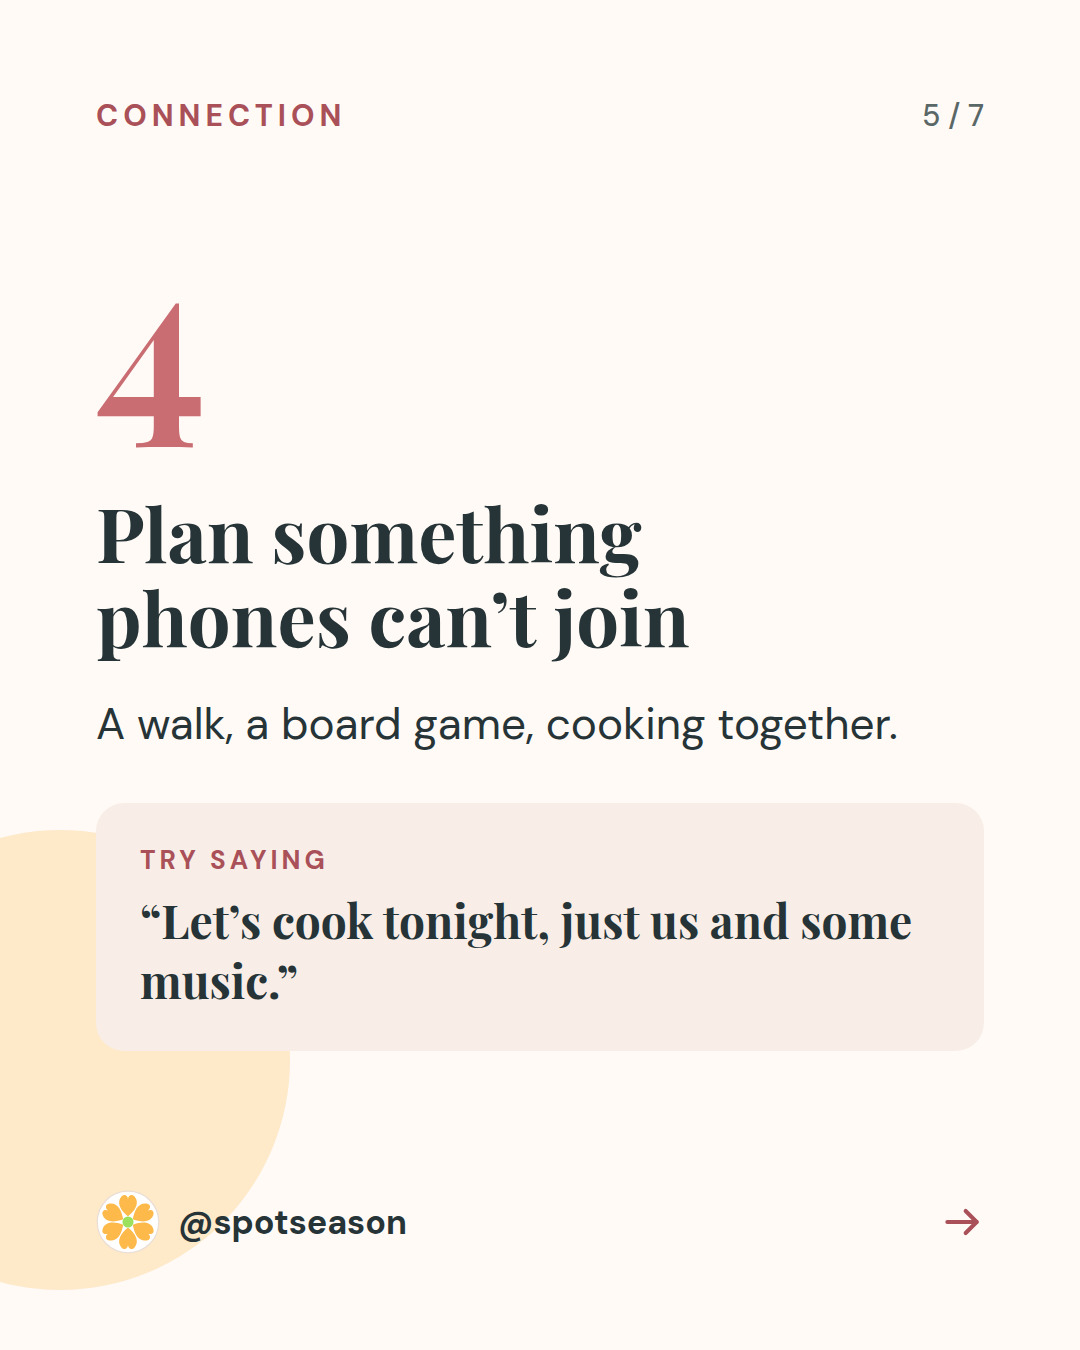 CONNECTION
5 / 7
4
Plan something
phones can’t join
A walk, a board game, cooking together.
TRY SAYING
“Let’s cook tonight, just us and some
music.”
@spotseason